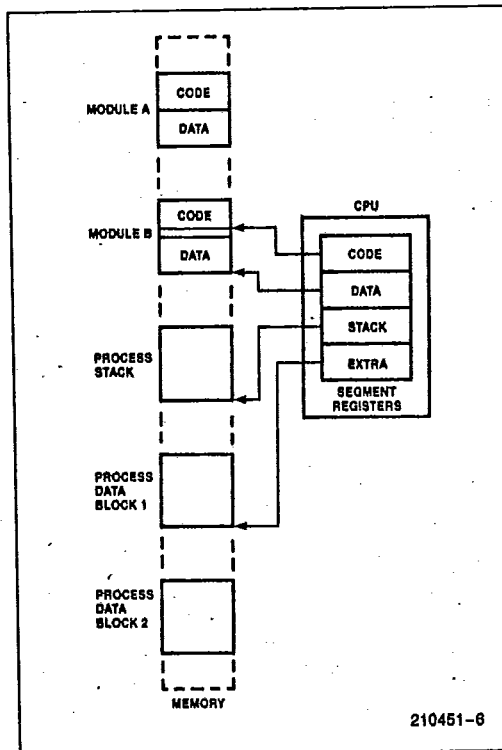 MODULE A
CODE
DATA
MODULE B
CODE
DATA
CPU
CODE
DATA
STACK
EXTRA
SEGMENT
REGISTERS
PROCESS
STACK
PROCESS
DATA
BLOCK 1
PROCESS
DATA
BLOCK 2
MEMORY
210451-6